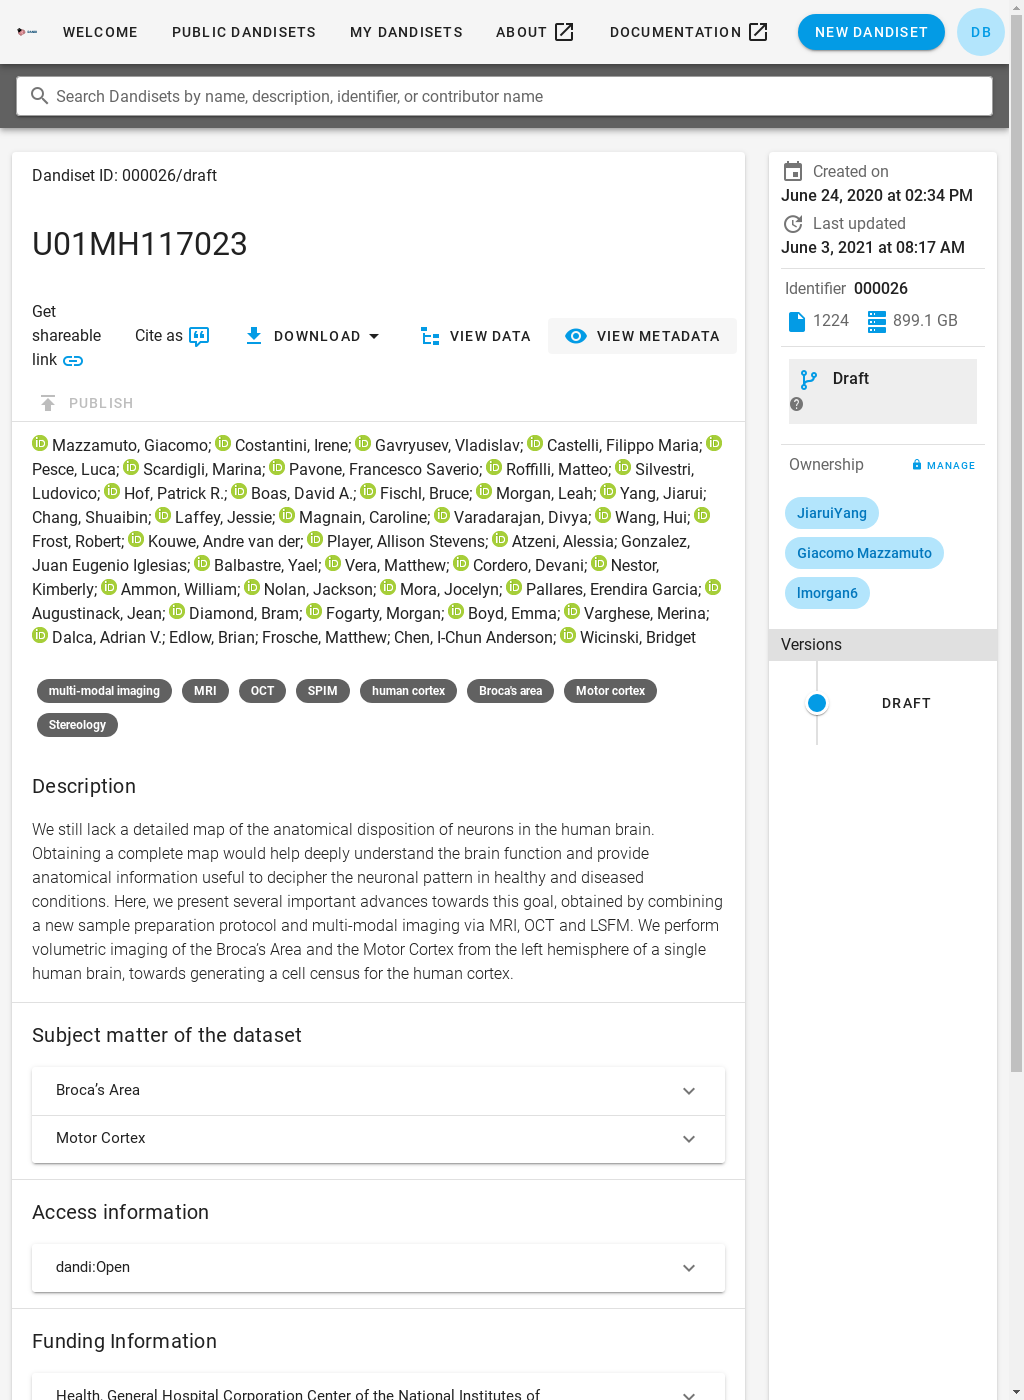 WELCOME PUBLIC DANDISETS MY DANDISETS ABOUT DOCUMENTATION NEW DANDISET DB
Search Dandisets by name, description, identifier, or contributor name
Dandiset ID: 000026/draft
U01MH117023
Get shareable link
Cite as
DOWNLOAD
VIEW DATA
VIEW METADATA
PUBLISH
Mazzamuto, Giacomo; Costantini, Irene; Gavryusev, Vladislav; Castelli, Filippo Maria;
Pesce, Luca; Scardigli, Marina; Pavone, Francesco Saverio; Roffilli, Matteo; Silvestri,
Ludovico; Hof, Patrick R.; Boas, David A.; Fischl, Bruce; Morgan, Leah; Yang, Jiarui;
Chang, Shuaibin; Laffey, Jessie; Magnain, Caroline; Varadarajan, Divya; Wang, Hui;
Frost, Robert; Kouwe, Andre van der; Player, Allison Stevens; Atzeni, Alessia; Gonzalez,
Juan Eugenio Iglesias; Balbastre, Yael; Vera, Matthew; Cordero, Devani; Nestor,
Kimberly; Ammon, William; Nolan, Jackson; Mora, Jocelyn; Pallares, Erendira Garcia;
Augustinack, Jean; Diamond, Bram; Fogarty, Morgan; Boyd, Emma; Varghese, Merina;
Dalca, Adrian V.; Edlow, Brian; Frosche, Matthew; Chen, I-Chun Anderson; Wicinski, Bridget
multi-modal imaging MRI OCT SPIM human cortex Broca's area Motor cortex
Stereology
Description
We still lack a detailed map of the anatomical disposition of neurons in the human brain.
Obtaining a complete map would help deeply understand the brain function and provide
anatomical information useful to decipher the neuronal pattern in healthy and diseased
conditions. Here, we present several important advances towards this goal, obtained by combining
a new sample preparation protocol and multi-modal imaging via MRI, OCT and LSFM. We perform
volumetric imaging of the Broca’s Area and the Motor Cortex from the left hemisphere of a single
human brain, towards generating a cell census for the human cortex.
Subject matter of the dataset
Broca’s Area
Motor Cortex
Access information
dandi:Open
Funding Information
Health, General Hospital Corporation Center of the National Institutes of
Created on
June 24, 2020 at 02:34 PM
Last updated
June 3, 2021 at 08:17 AM
Identifier 000026
1224 899.1 GB
Draft
Ownership MANAGE
JiaruiYang
Giacomo Mazzamuto
lmorgan6
Versions
DRAFT